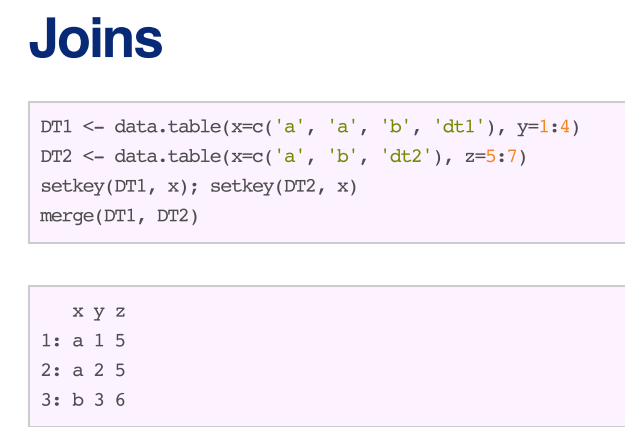 Joins
DT1 <- data.table(x=c('a', 'a', 'b', 'dt1'), y=1:4)
DT2 <- data.table(x=c('a', 'b', 'dt2'), z=5:7)
setkey(DT1, x); setkey(DT2, x)
merge(DT1, DT2)
   x y z
1: a 1 5
2: a 2 5
3: b 3 6